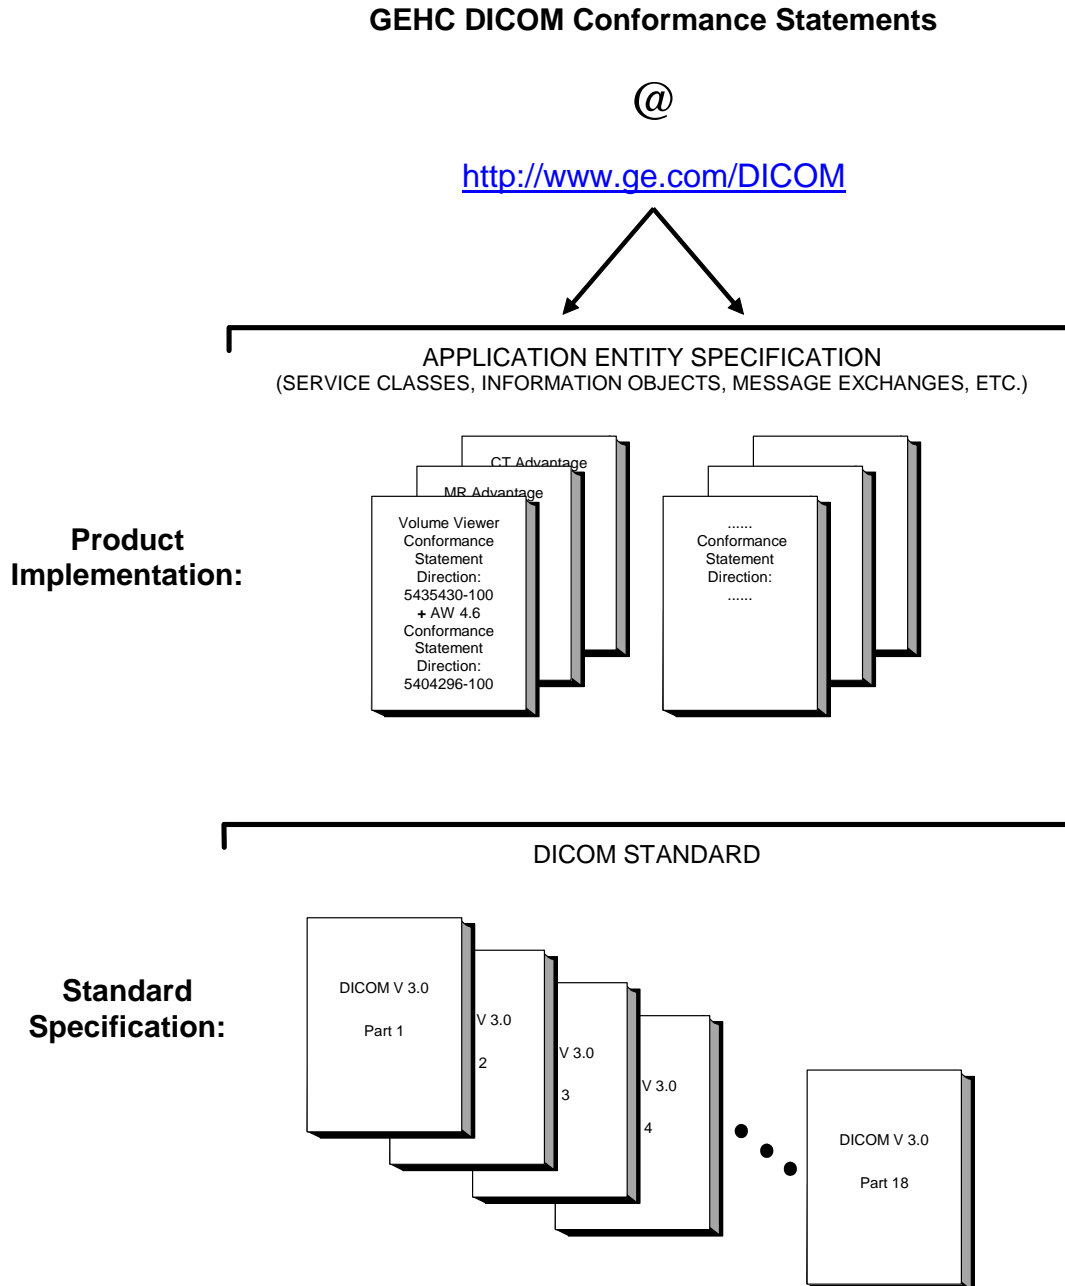 GEHC DICOM Conformance Statements
@
http://www.ge.com/DICOM
APPLICATION ENTITY SPECIFICATION
(SERVICE CLASSES, INFORMATION OBJECTS, MESSAGE EXCHANGES, ETC.)
Product
Implementation:
CT Advantage
MR Advantage
Volume Viewer
Conformance
Statement
Direction:
5435430-100
+ AW 4.6
Conformance
Statement
Direction:
5404296-100
......
Conformance
Statement
Direction:
......
DICOM STANDARD
Standard
Specification:
DICOM V 3.0
Part 1
V 3.0
2
V 3.0
3
V 3.0
4
DICOM V 3.0
Part 18